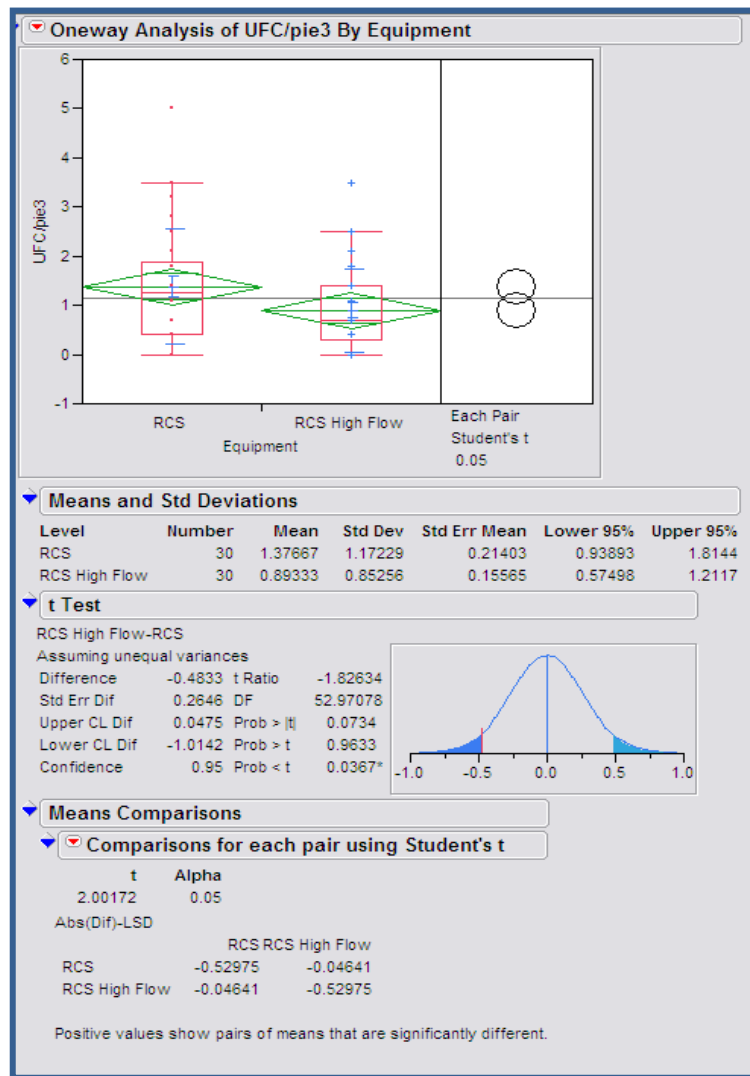 Oneway Analysis of UFC/pie3 By Equipment
6
5
4
3
2
1
0
-1
UFC/pie3
RCS RCS High Flow
Equipment
Each Pair
Student's t
0.05
Means and Std Deviations
Level Number Mean Std Dev Std Err Mean Lower 95% Upper 95%
RCS 30 1.37667 1.17229 0.21403 0.93893 1.8144
RCS High Flow 30 0.89333 0.85256 0.15565 0.57498 1.2117
t Test
RCS High Flow-RCS
Assuming unequal variances
Difference -0.4833 t Ratio -1.82634
Std Err Dif 0.2646 DF 52.97078
Upper CL Dif 0.0475 Prob > |t| 0.0734
Lower CL Dif -1.0142 Prob > t 0.9633
Confidence 0.95 Prob < t 0.0367*
-1.0 -0.5 0.0 0.5 1.0
Means Comparisons
Comparisons for each pair using Student's t
t Alpha
2.00172 0.05
Abs(Dif)-LSD
RCS RCS High Flow
RCS -0.52975 -0.04641
RCS High Flow -0.04641 -0.52975
Positive values show pairs of means that are significantly different.